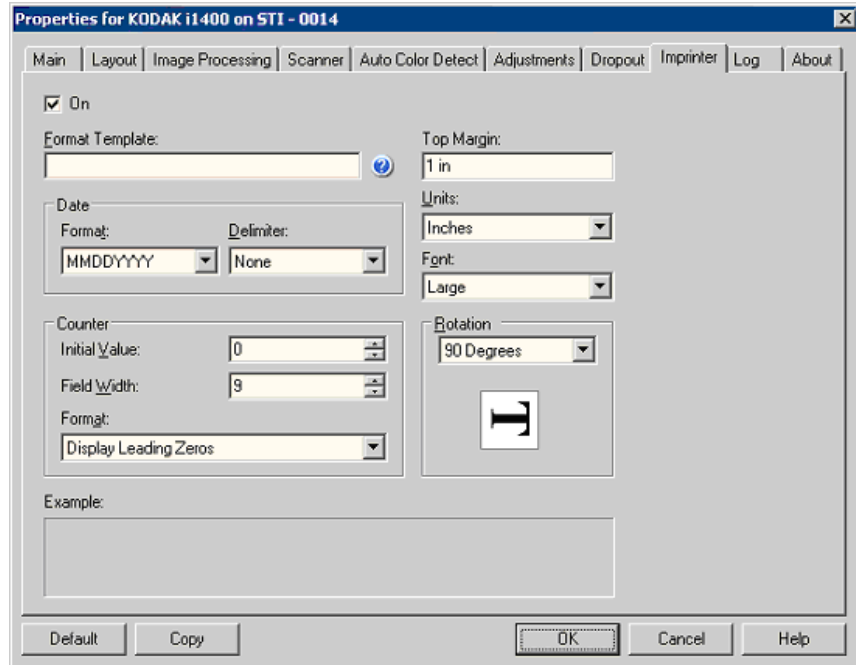 Properties for KODAK i1400 on STI - 0014
Main Layout Image Processing Scanner Auto Color Detect Adjustments Dropout Imprinter Log About
On
Format Template:
Top Margin:
1 in
Date
Format:
Delimiter:
MMDDYYYY
None
Units:
Inches
Font:
Large
Counter
Initial Value:
0
Field Width:
9
Format:
Display Leading Zeros
Rotation
90 Degrees
T
Example:
Default Copy OK Cancel Help